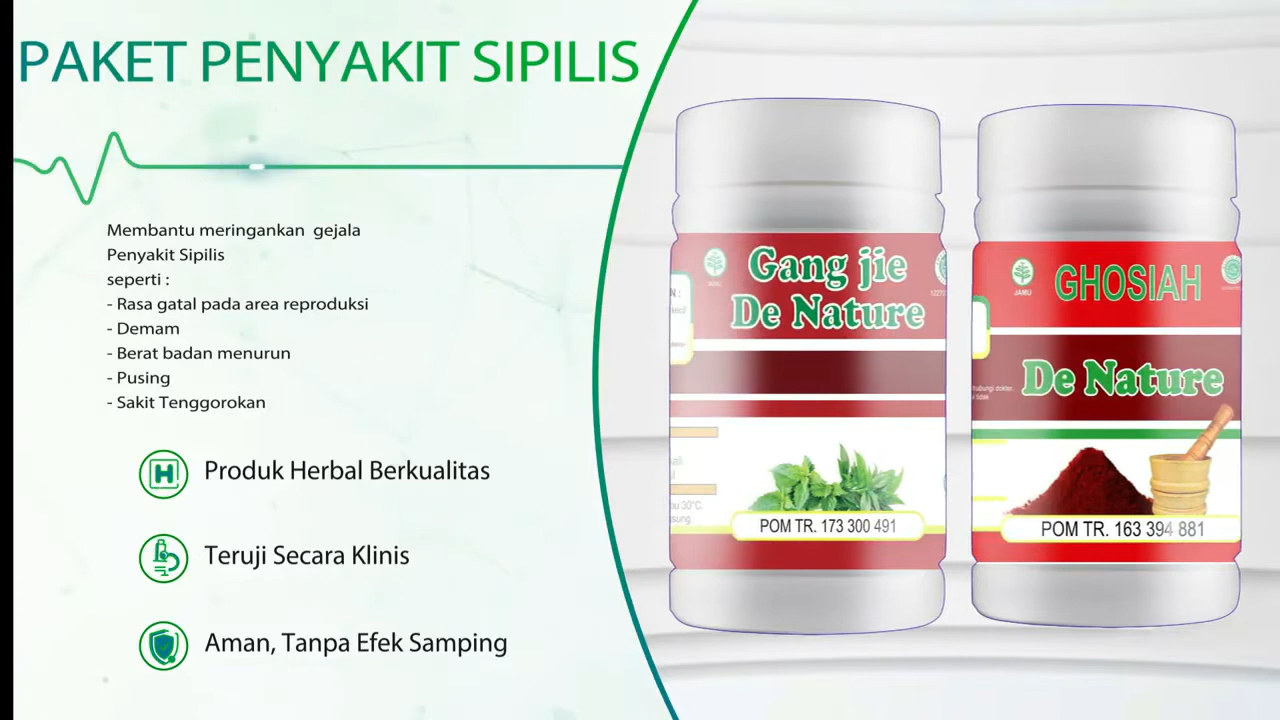 PAKET PENYAKIT SIPILIS
Membantu meringankan gejala
Penyakit Sipilis
seperti :
- Rasa gatal pada area reproduksi
- Demam
- Berat badan menurun
- Pusing
- Sakit Tenggorokan
Produk Herbal Berkualitas
Teruji Secara Klinis
Aman, Tanpa Efek Samping
Gang jie
De Nature
POM TR. 173 300 491
JAMU
GHOSIAH
De Nature
POM TR. 163 394 881